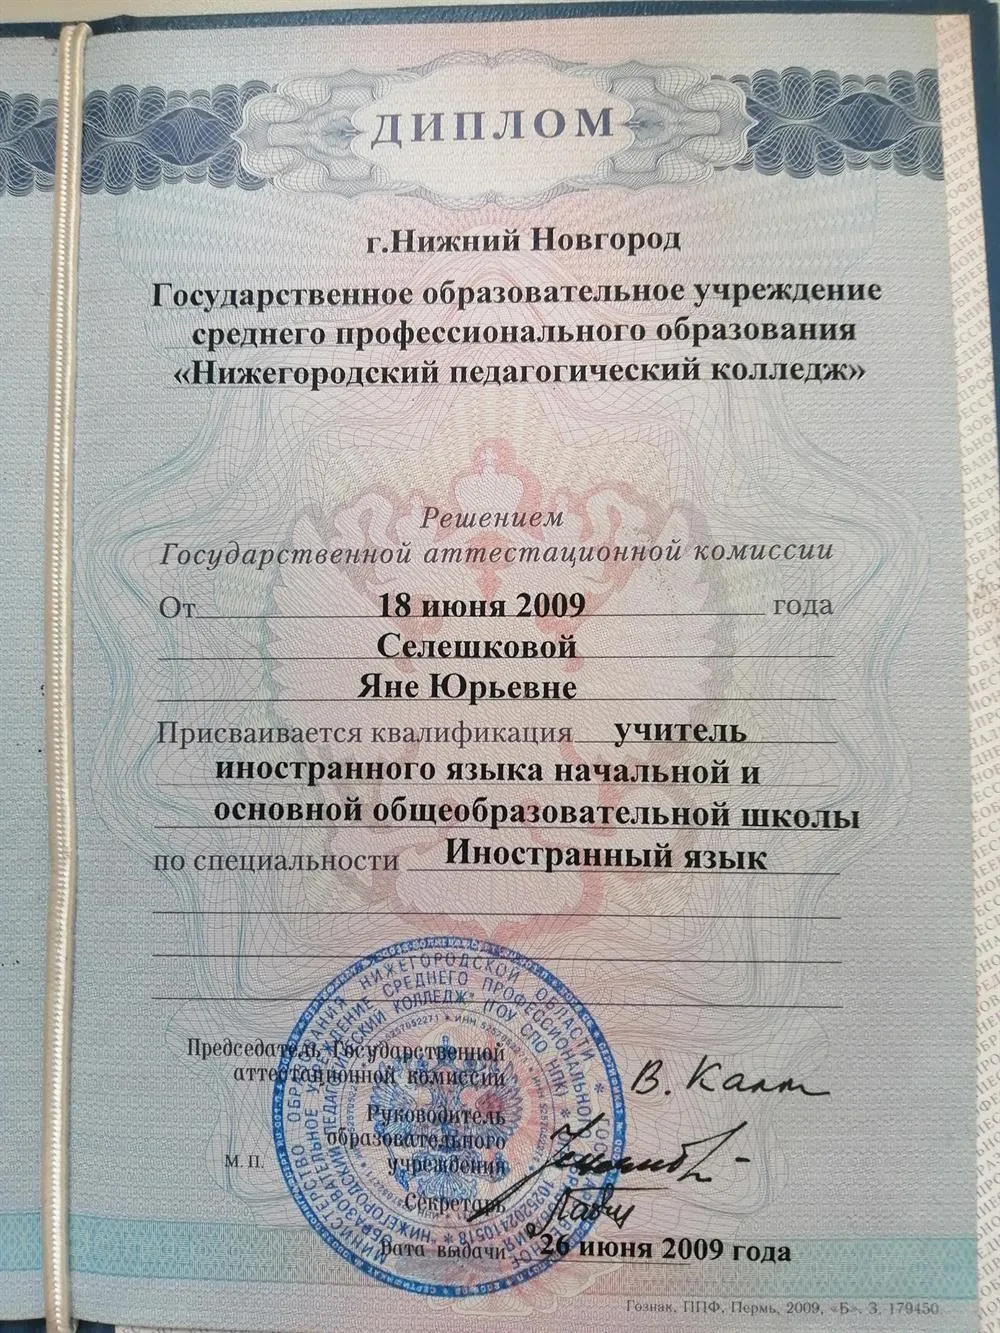 ДИПЛОМ
г.Нижний Новгород
Государственное образовательное учреждение
среднего профессионального образования
«Нижегородский педагогический колледж»
Решением
Государственной аттестационной комиссии
От 18 июня 2009 года
Селешковой
Яне Юрьевне
Присваивается квалификация учитель
иностранного языка начальной и
основной общеобразовательной школы
по специальности Иностранный язык
Председатель Государственной
аттестационной комиссии
Руководитель
образовательного
учреждения
М. П.
Секретарь
Дата выдачи 26 июня 2009 года
Гознак, ППФ, Пермь, 2009, «Б». З. 179450.